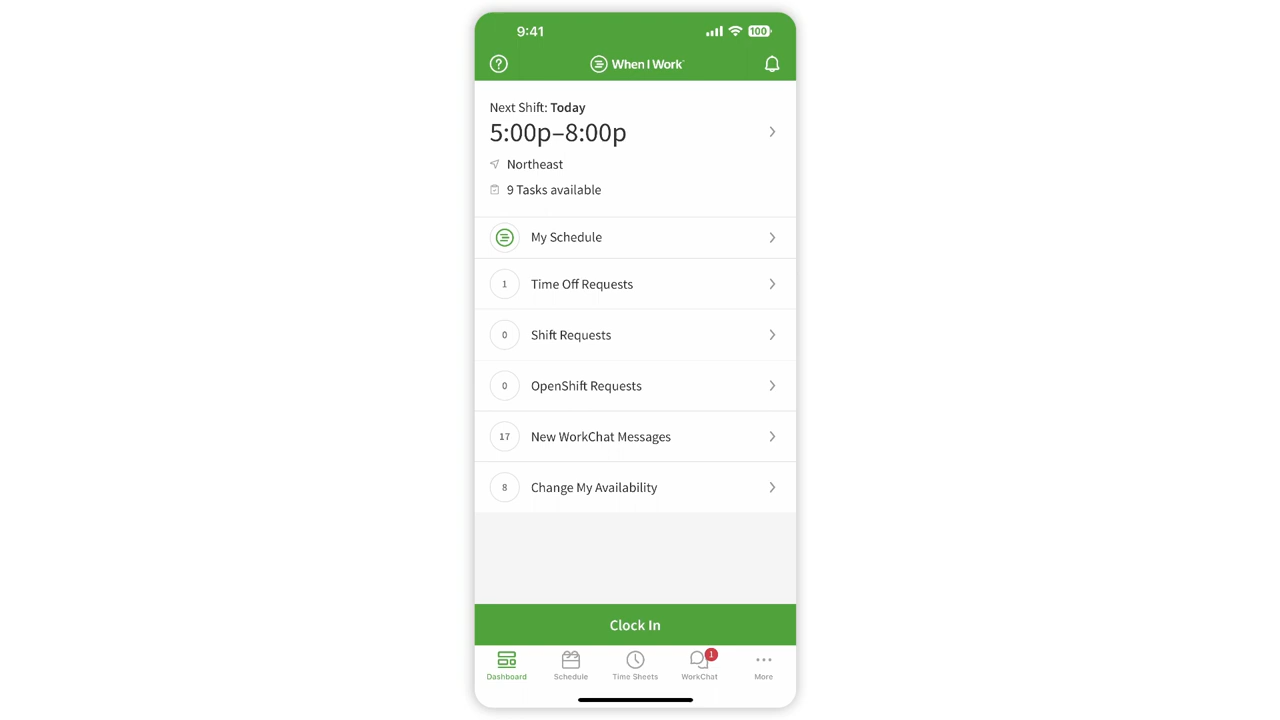 9:41
100
?
When I Work
Next Shift: Today
5:00p–8:00p
Northeast
9 Tasks available
My Schedule
1 Time Off Requests
0 Shift Requests
0 OpenShift Requests
17 New WorkChat Messages
8 Change My Availability
Clock In
1
Dashboard Schedule Time Sheets WorkChat More